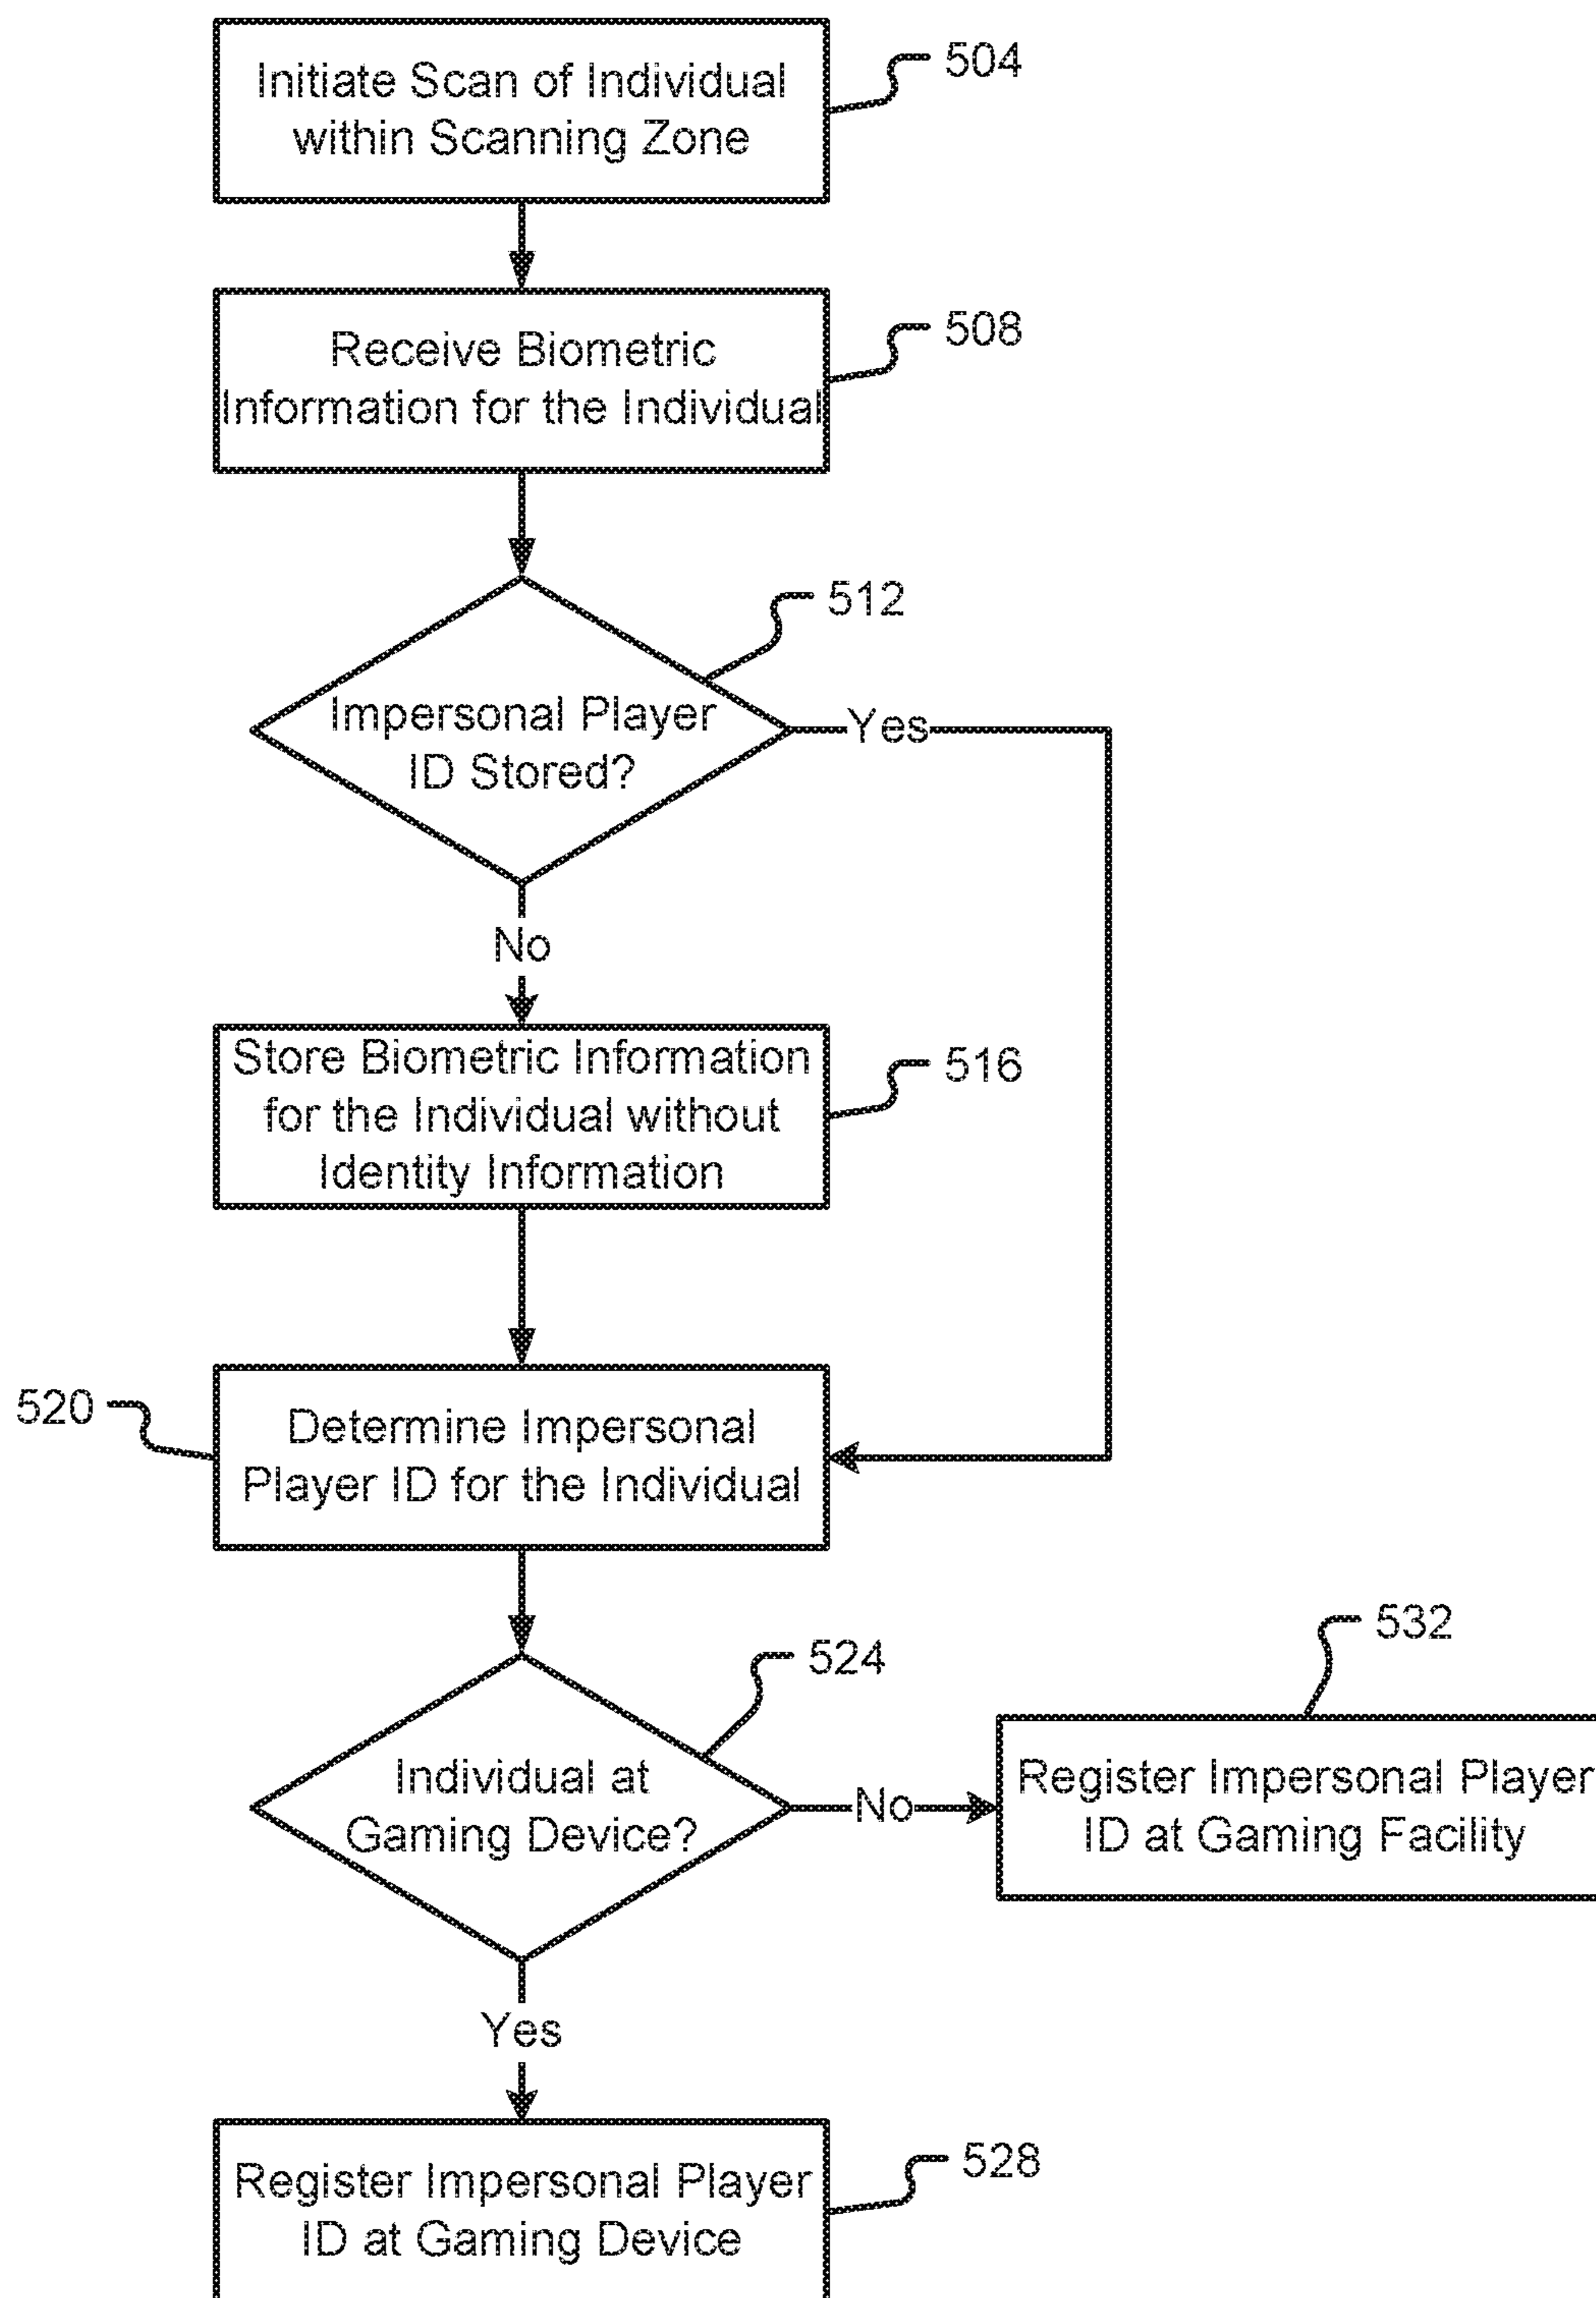 Initiate Scan of Individual
within Scanning Zone
504
Receive Biometric
Information for the Individual
508
512
Impersonal Player
ID Stored?
Yes
No
Store Biometric Information
for the Individual without
Identity Information
516
520
Determine Impersonal
Player ID for the Individual
524
532
Individual at
Gaming Device?
No
Register Impersonal Player
ID at Gaming Facility
Yes
Register Impersonal Player
ID at Gaming Device
528